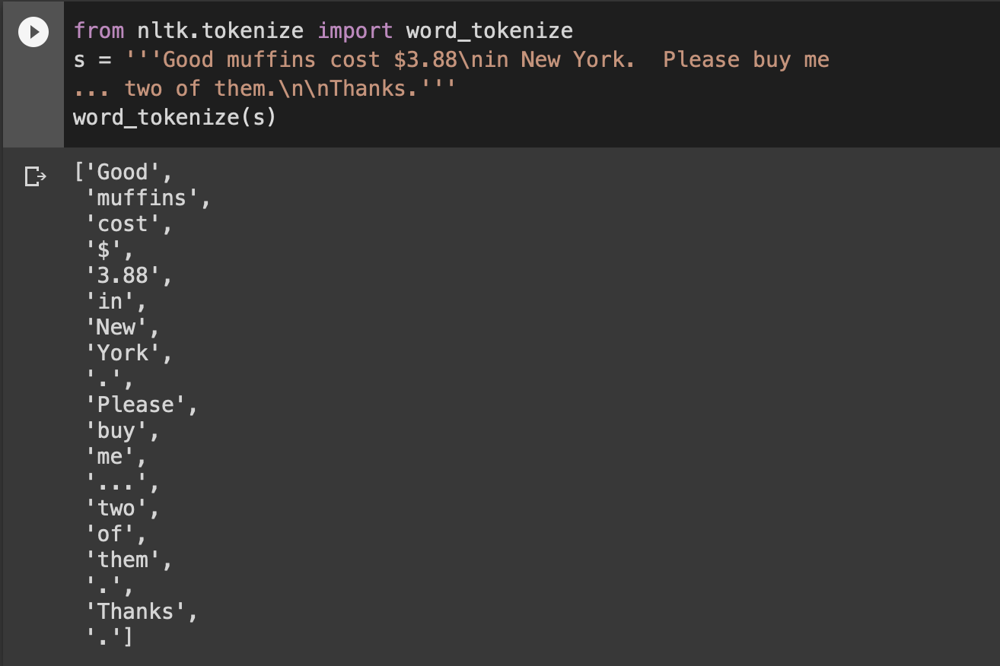 from nltk.tokenize import word_tokenize
s = '''Good muffins cost $3.88\nin New York.  Please buy me
... two of them.\n\nThanks.'''
word_tokenize(s)
['Good',
 'muffins',
 'cost',
 '$',
 '3.88',
 'in',
 'New',
 'York',
 '.',
 'Please',
 'buy',
 'me',
 '...',
 'two',
 'of',
 'them',
 '.',
 'Thanks',
 '.']